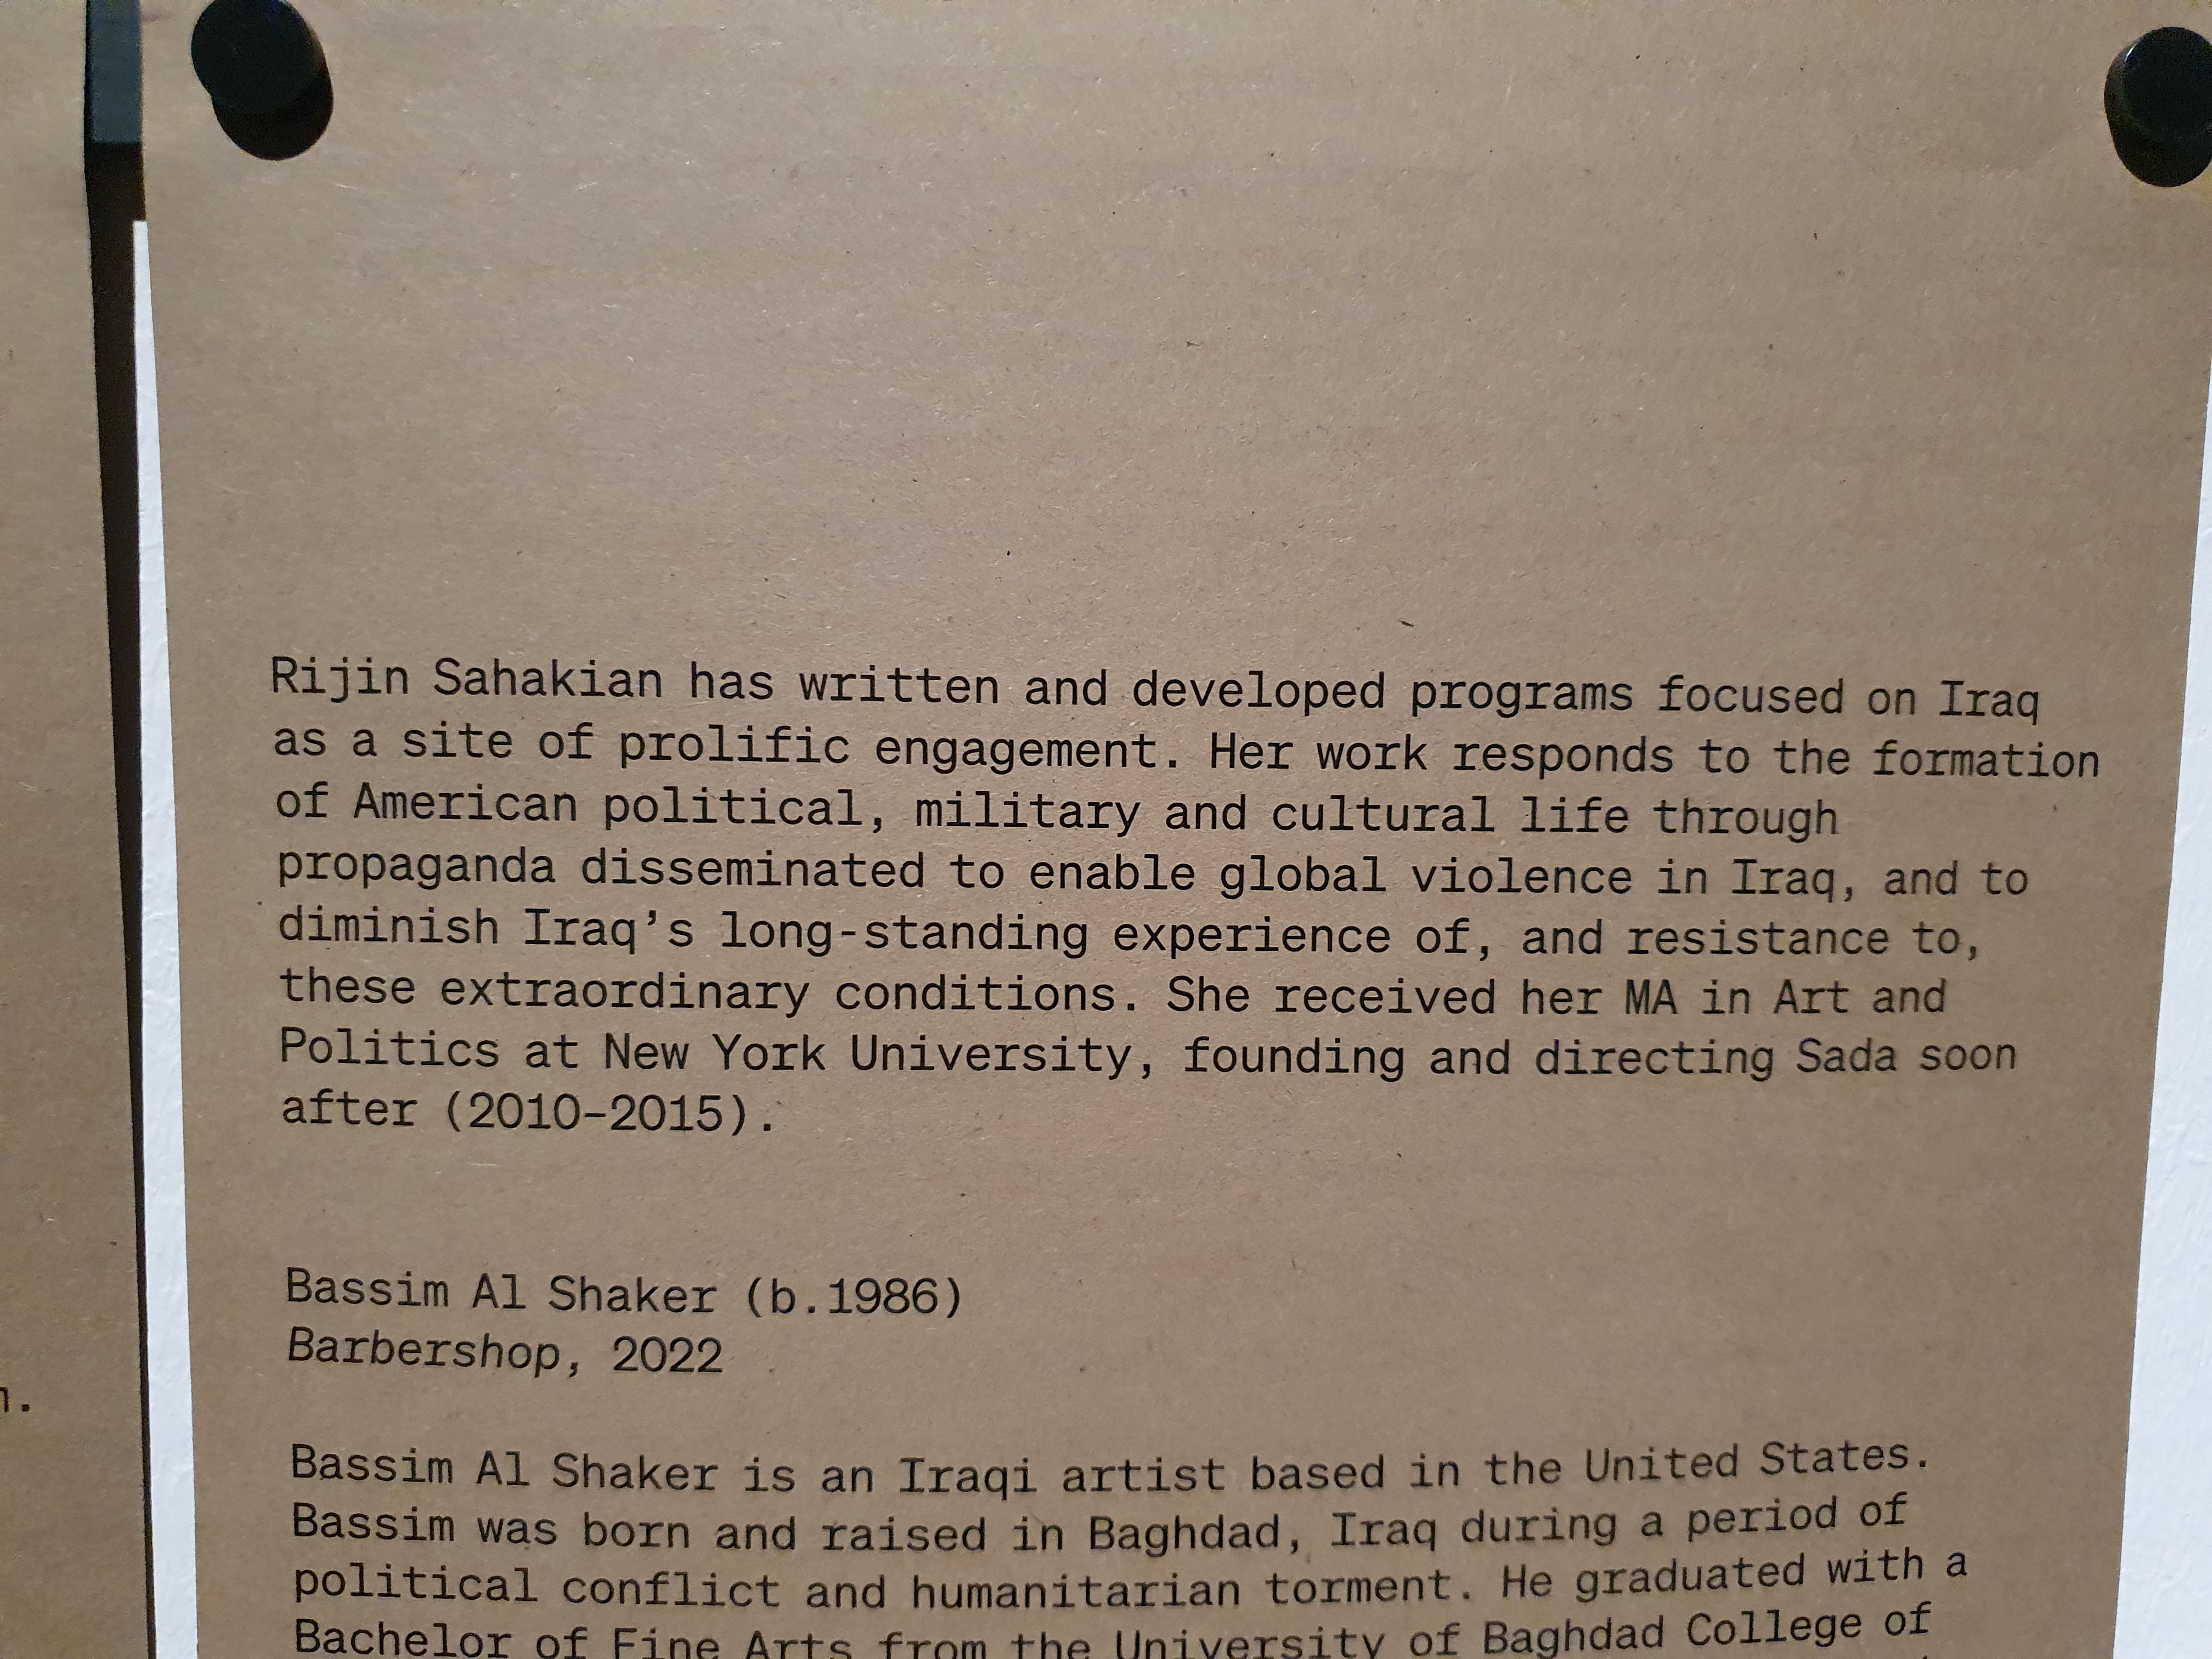 Rijin Sahakian has written and developed programs focused on Iraq
as a site of prolific engagement. Her work responds to the formation
of American political, military and cultural life through
propaganda disseminated to enable global violence in Iraq, and to
diminish Iraq’s long-standing experience of, and resistance to,
these extraordinary conditions. She received her MA in Art and
Politics at New York University, founding and directing Sada soon
after (2010–2015).
Bassim Al Shaker (b.1986)
Barbershop, 2022
Bassim Al Shaker is an Iraqi artist based in the United States.
Bassim was born and raised in Baghdad, Iraq during a period of
political conflict and humanitarian torment. He graduated with a
Bachelor of Fine Arts from the University of Baghdad College of